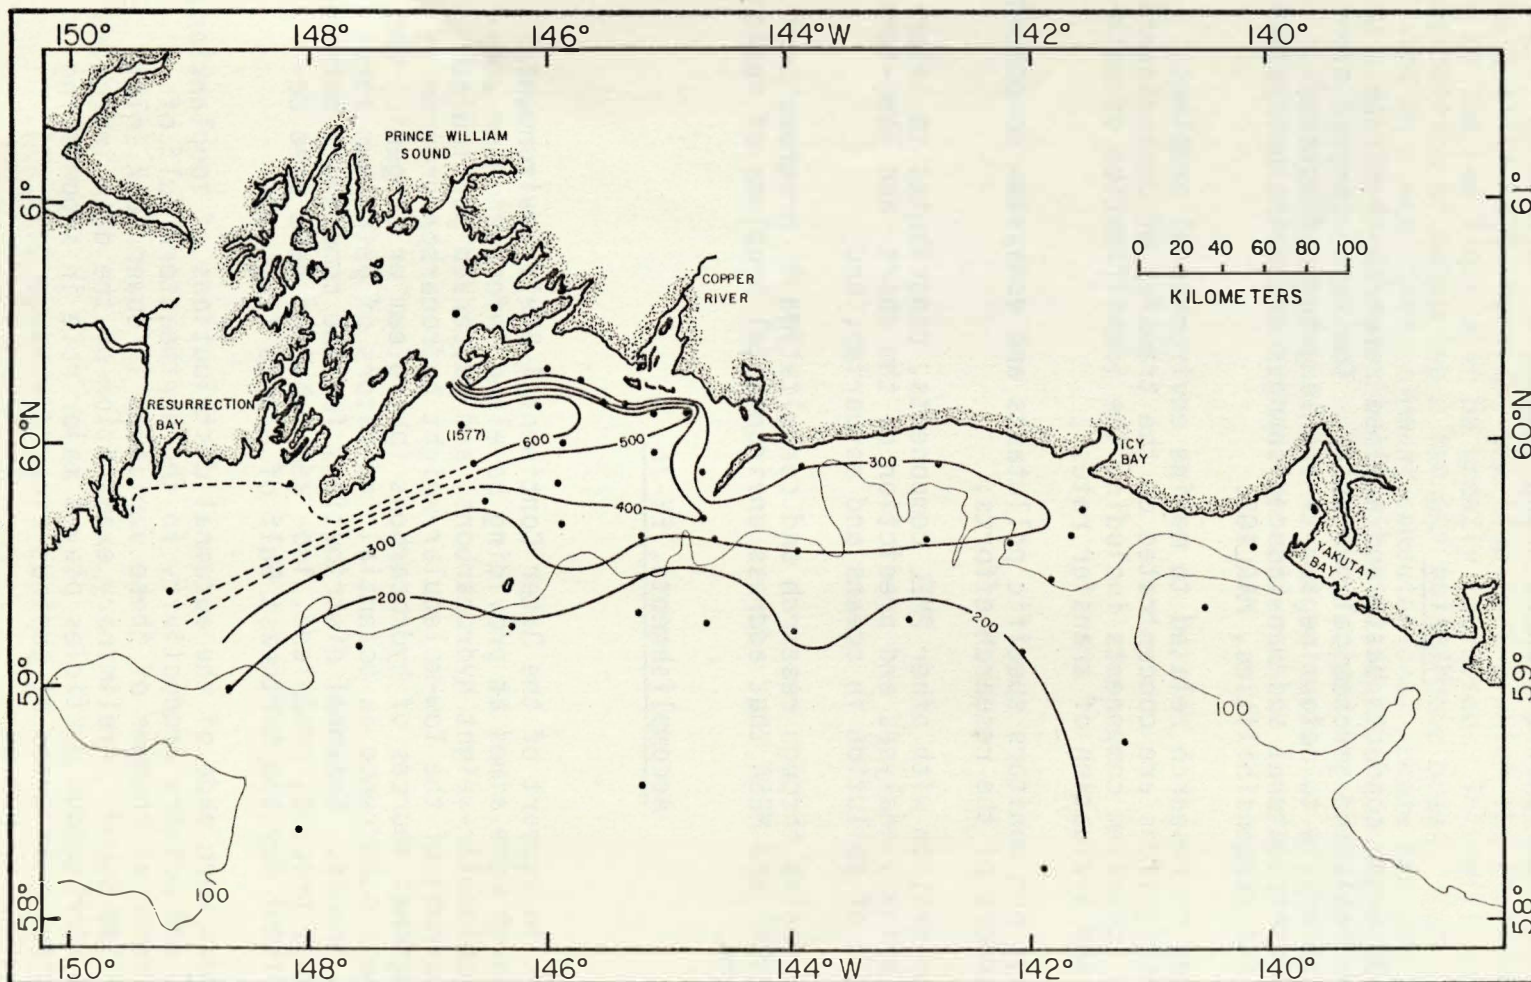 150° 148° 146° 144° 142° 140°
PRINCE WILLIAM
SOUND
61° 61°
0 20 40 60 80 100
KILOMETERS
COPPER
RIVER
RESURRECTION
BAY
60°N 60°
(1577)
600
500
400
300
300
200
200
ICY
BAY
YAKUTAT
BAY
59° 59°
100
100
58° 58°
150° 148° 146° 144°W 142° 140°